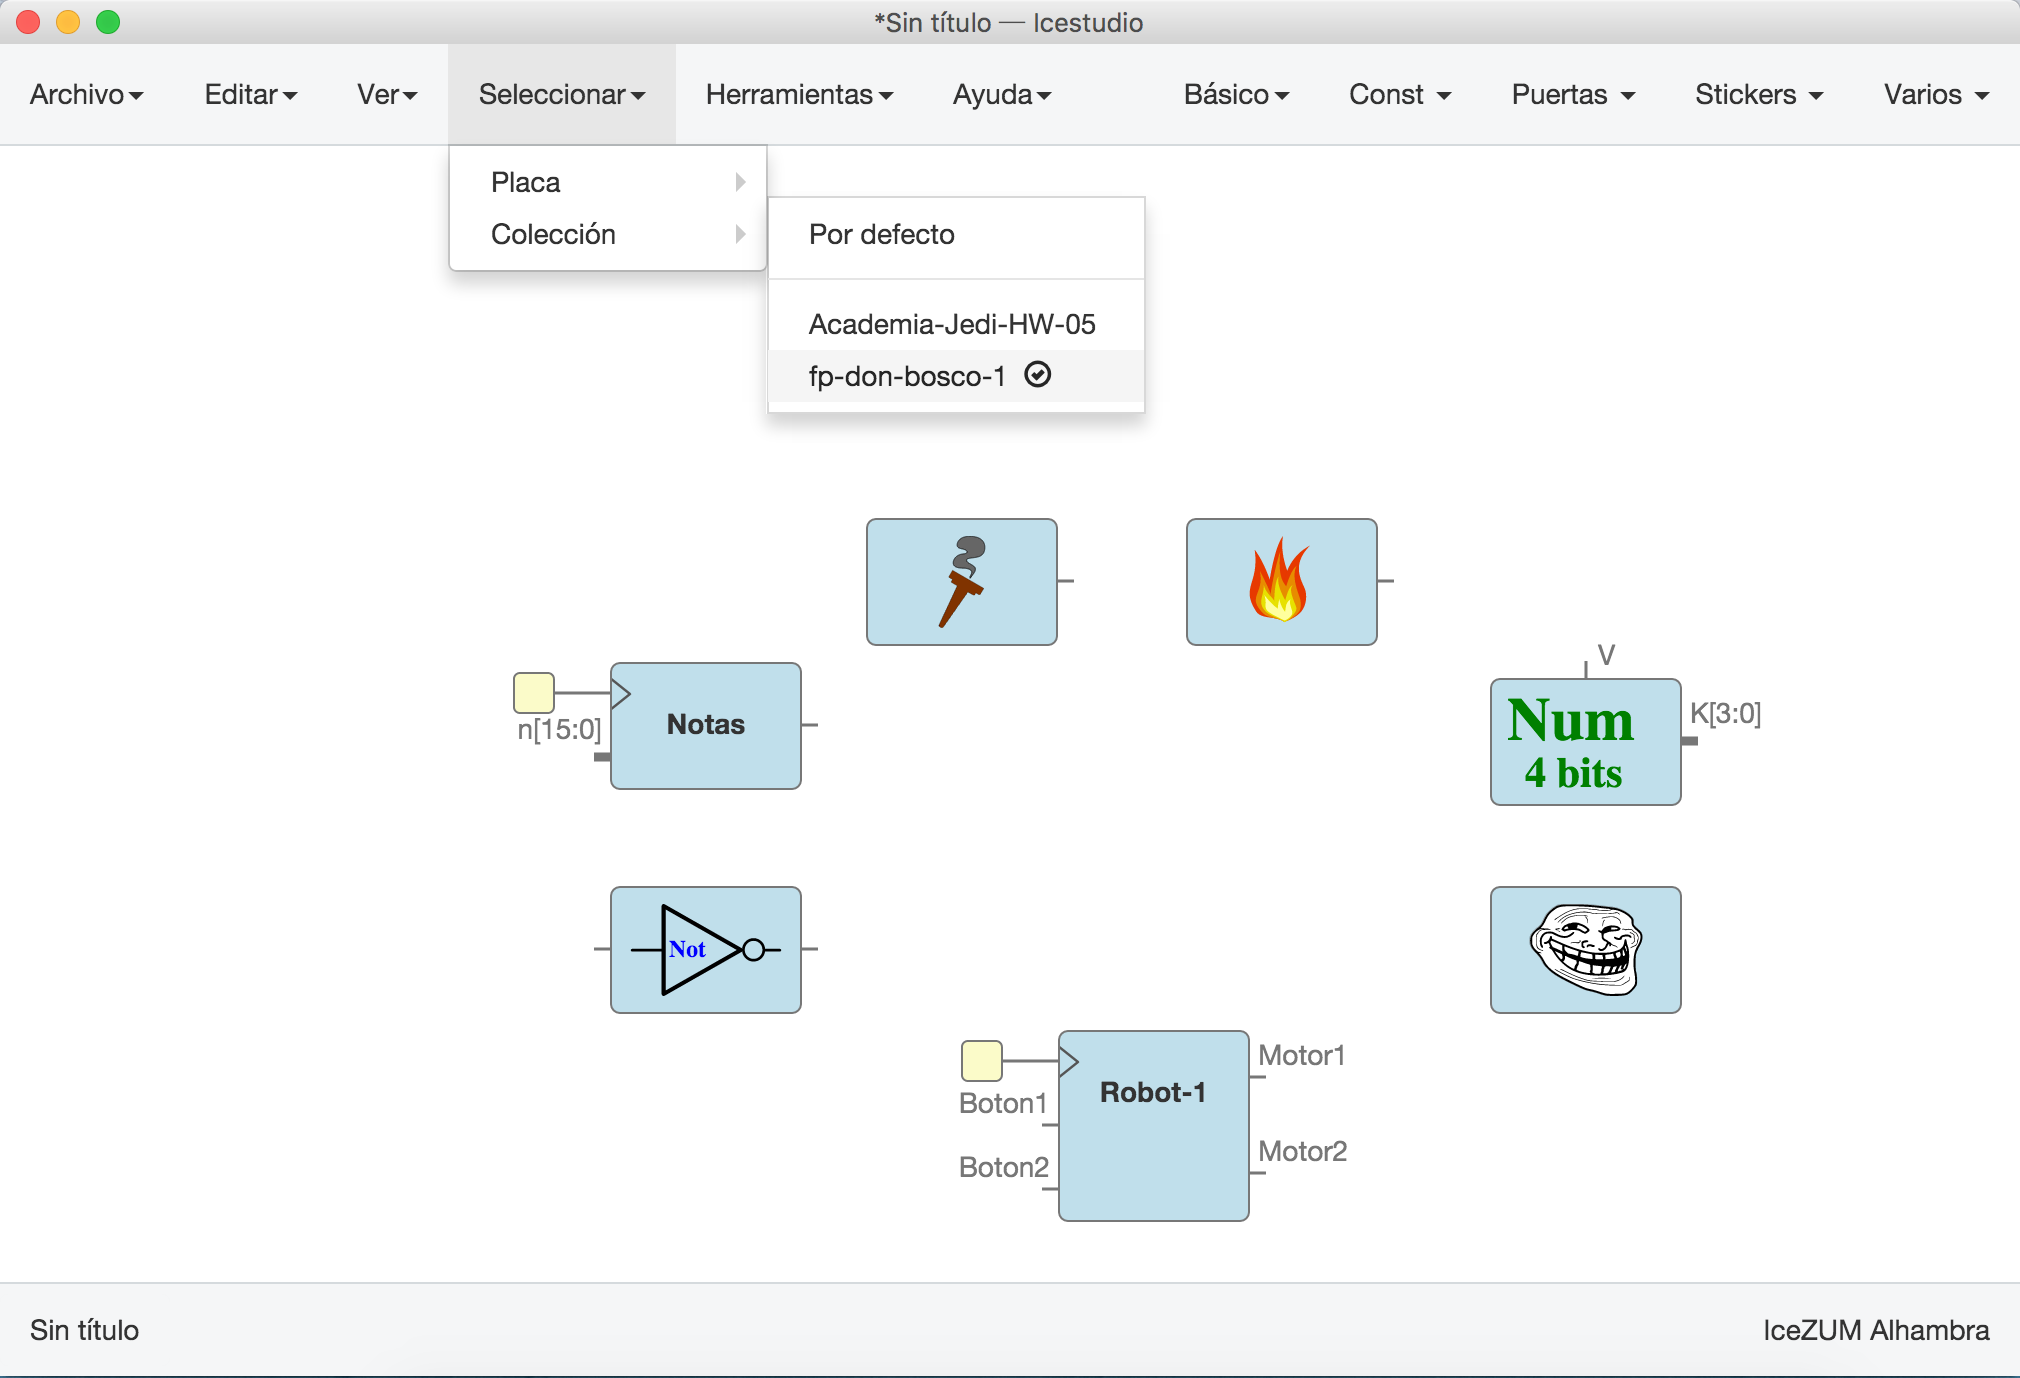 *Sin título — Icestudio
Archivo Editar Ver Seleccionar Herramientas Ayuda Básico Const Puertas Stickers Varios
Placa
Colección
Por defecto
Academia-Jedi-HW-05
fp-don-bosco-1
V
Num
4 bits
K[3:0]
n[15:0]
Notas
Not
Robot-1
Boton1
Boton2
Motor1
Motor2
Sin título
IceZUM Alhambra